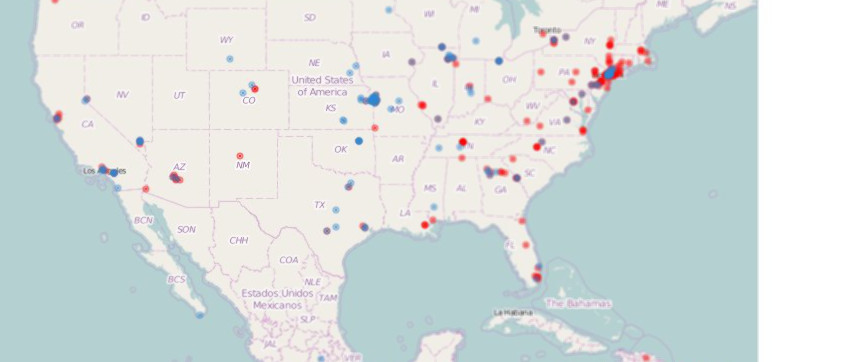 ME
NS
OR
ID
SD
WI
MI
Toronto
WY
NY
IA
NE
NV
UT
United States
of America
IL
OH
PA
CO
KS
MO
CA
WV
VA
KY
OK
NC
Los Angeles
AZ
NM
AR
SC
MS
AL
GA
TX
LA
BCN
SON
CHH
FL
COA
BCS
NLE
Estados Unidos
Mexicanos
TAM
The Bahamas
La Habana
SLP
JAL
VER